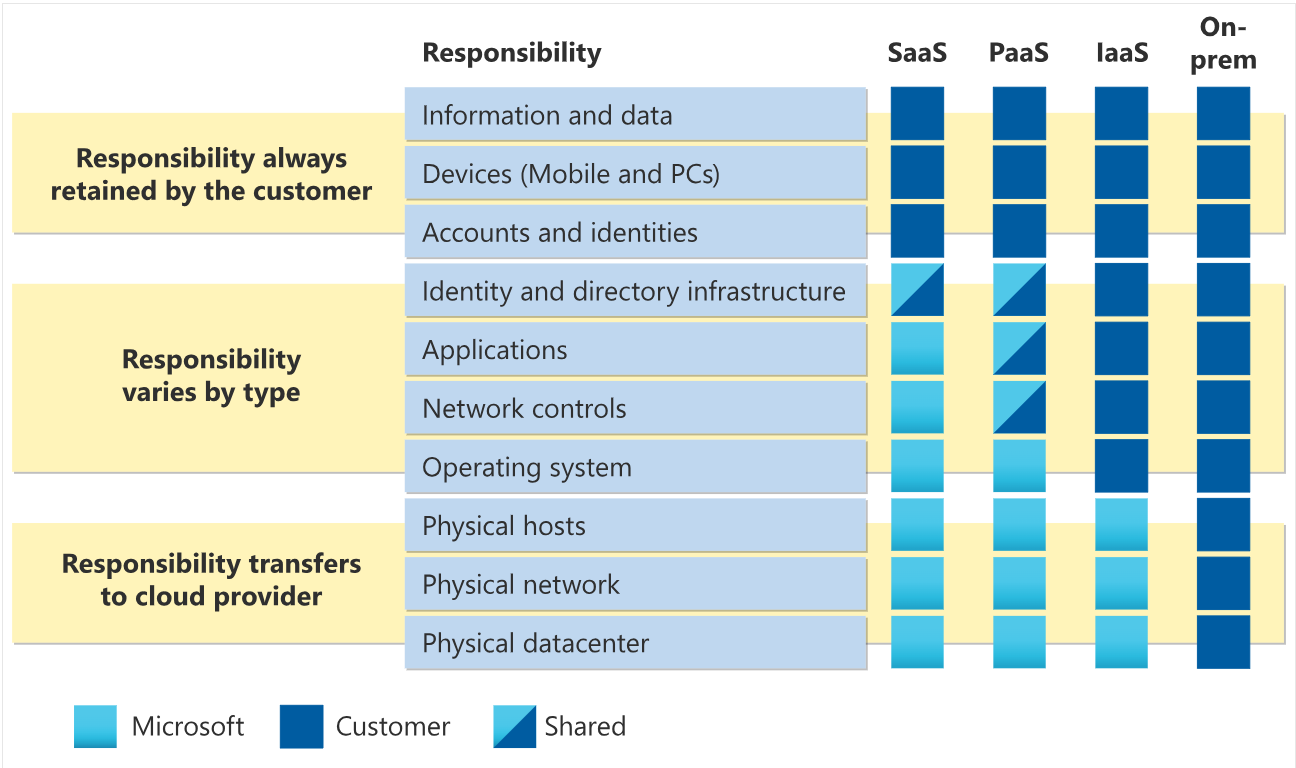 Responsibility
SaaS
PaaS
IaaS
On-
prem
Responsibility always
retained by the customer
Information and data
Devices (Mobile and PCs)
Accounts and identities
Responsibility
varies by type
Identity and directory infrastructure
Applications
Network controls
Operating system
Responsibility transfers
to cloud provider
Physical hosts
Physical network
Physical datacenter
Microsoft
Customer
Shared